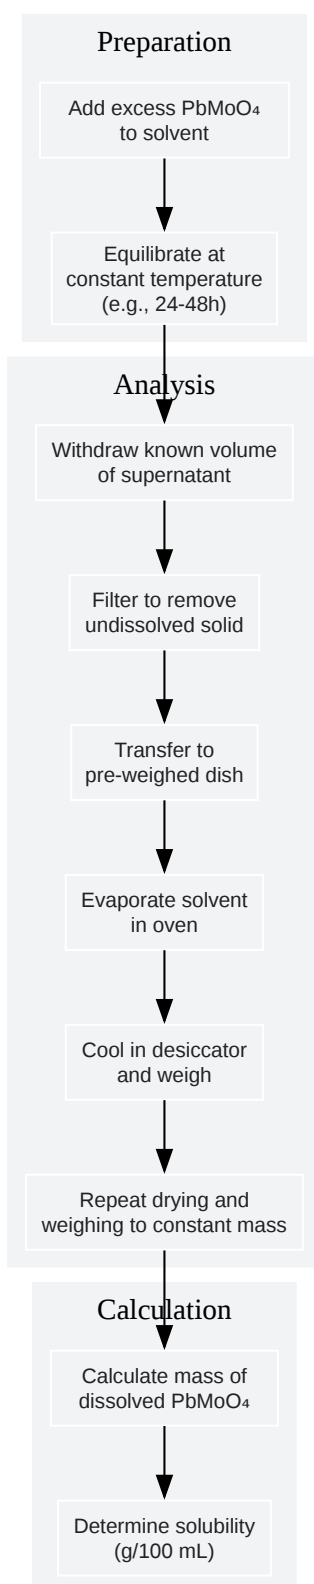 Preparation
Add excess PbMoO₄
to solvent
Equilibrate at
constant temperature
(e.g., 24-48h)
Analysis
Withdraw known volume
of supernatant
Filter to remove
undissolved solid
Transfer to
pre-weighed dish
Evaporate solvent
in oven
Cool in desiccator
and weigh
Repeat drying and
weighing to constant mass
Calculation
Calculate mass of
dissolved PbMoO₄
Determine solubility
(g/100 mL)